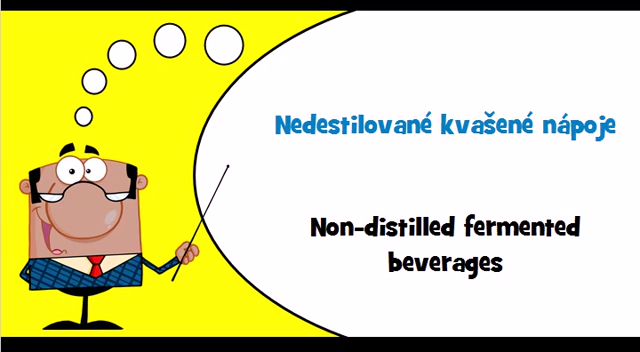 Nedestilované kvašené nápoje
Non-distilled fermented
beverages